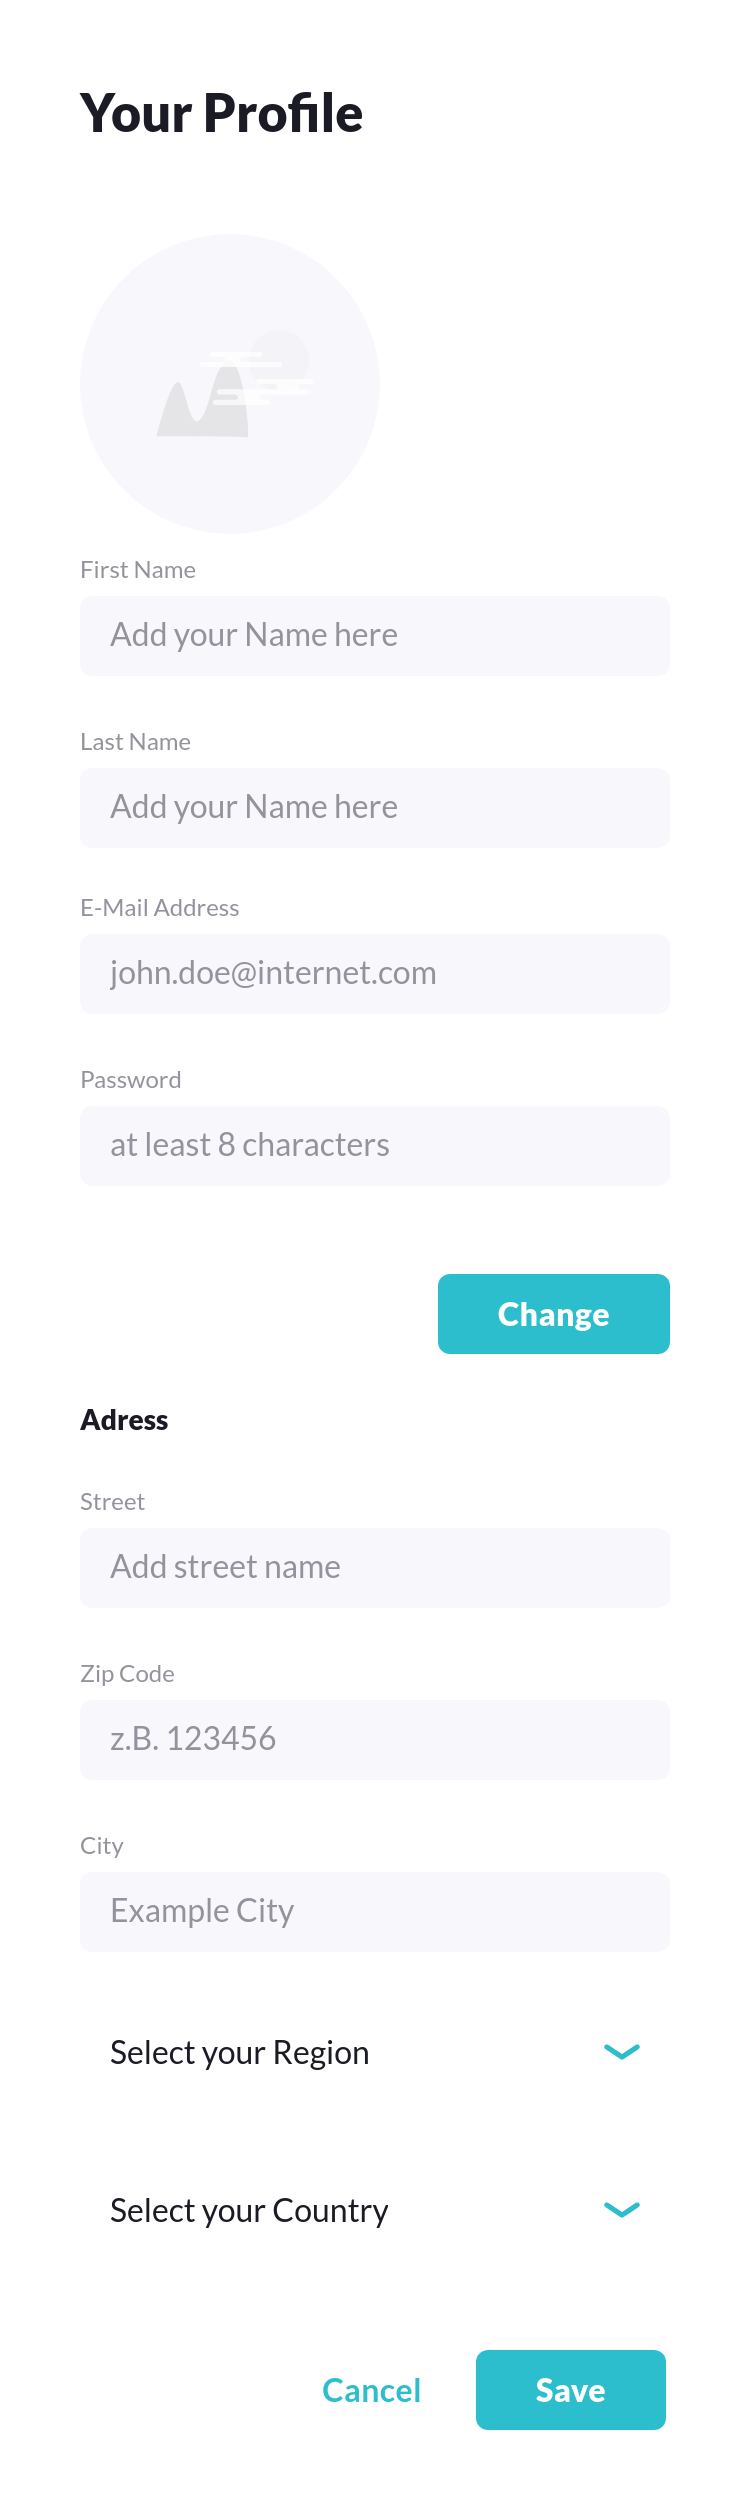 Your Profile
First Name
Add your Name here
Last Name
Add your Name here
E-Mail Address
john.doe@internet.com
Password
at least 8 characters
Change
Adress
Street
Add street name
Zip Code
z.B. 123456
City
Example City
Select your Region
Select your Country
Cancel
Save